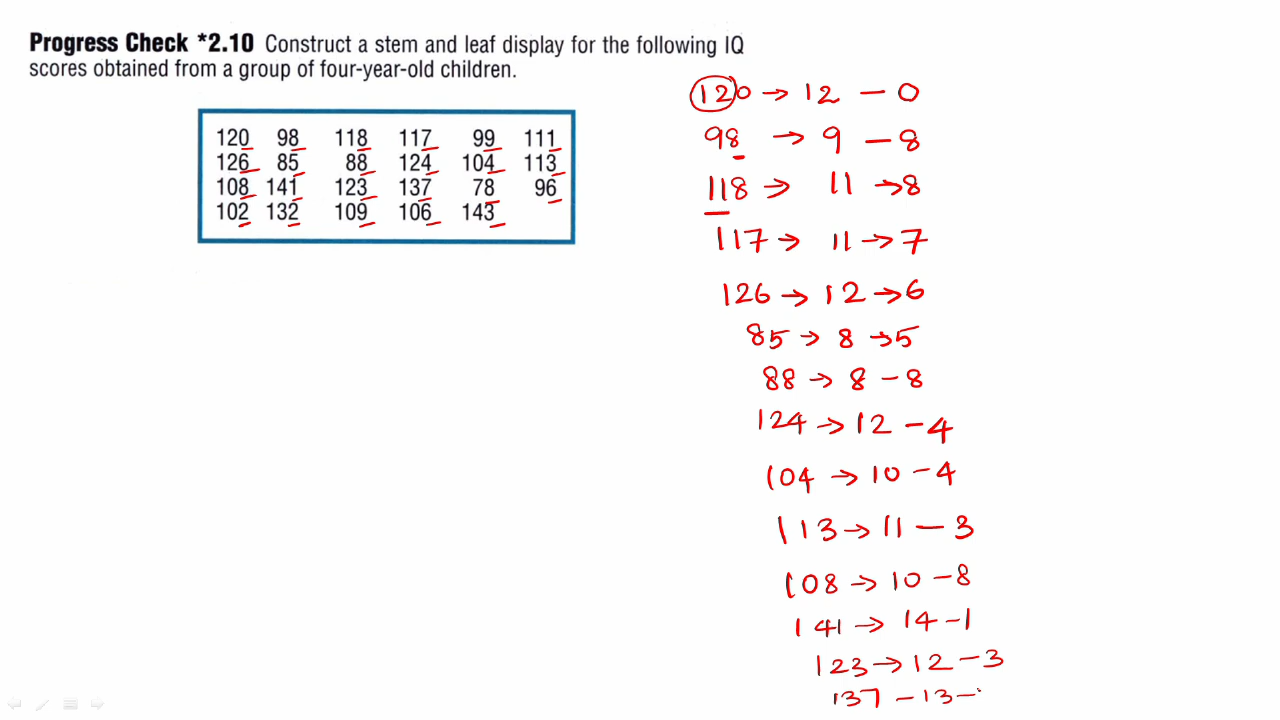 Progress Check *2.10 Construct a stem and leaf display for the following IQ
scores obtained from a group of four-year-old children.
120 98 118 117 99 111
126 85 88 124 104 113
108 141 123 137 78 96
102 132 109 106 143
120 → 12 — 0
98 → 9 — 8
118 → 11 → 8
117 → 11 → 7
126 → 12 → 6
85 → 8 → 5
88 → 8 – 8
124 → 12 – 4
104 → 10 – 4
113 → 11 – 3
108 → 10 – 8
141 → 14 – 1
123 → 12 – 3
137 – 13 –